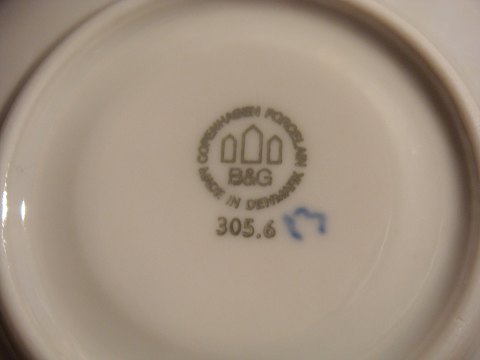 COPENHAGEN PORCELAIN
B&G
MADE IN DENMARK
305.6